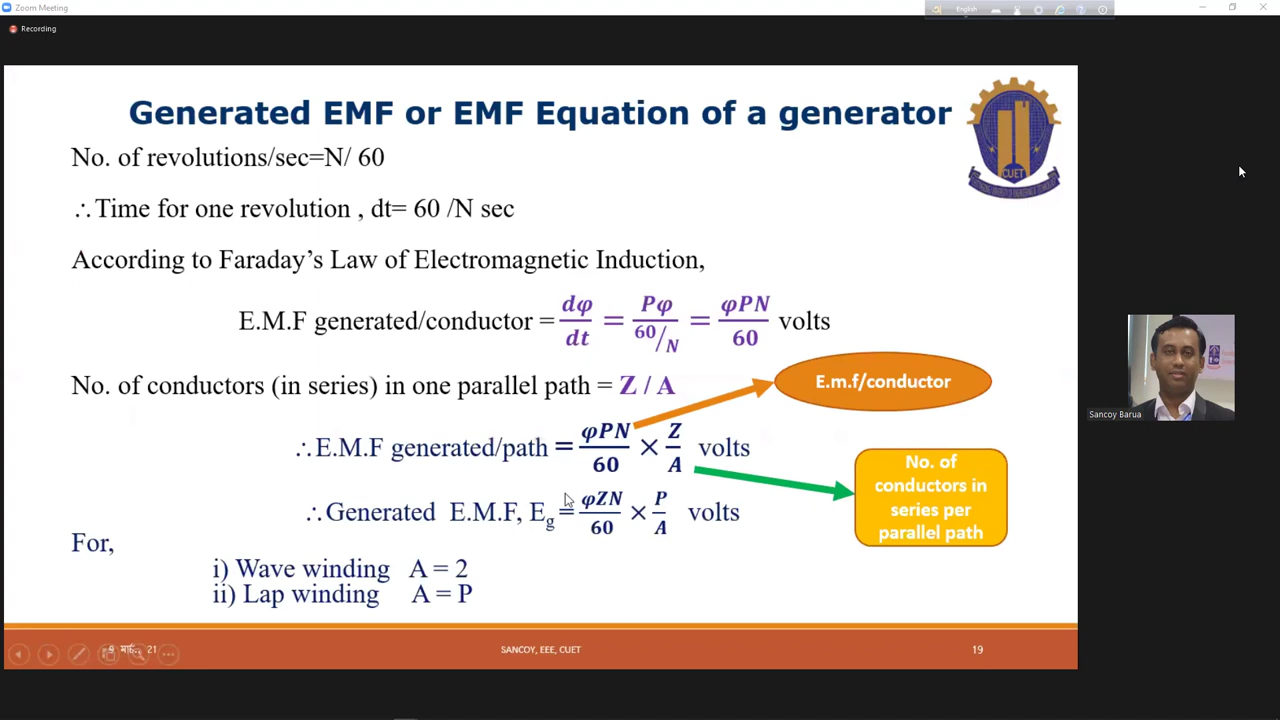 Zoom Meeting
English
Recording
Generated EMF or EMF Equation of a generator
CUET
No. of revolutions/sec=N/ 60
∴Time for one revolution , dt= 60 /N sec
According to Faraday’s Law of Electromagnetic Induction,
E.M.F generated/conductor = dφ/dt = Pφ/(60/N) = φPN/60 volts
No. of conductors (in series) in one parallel path = Z / A
E.m.f/conductor
∴E.M.F generated/path = φPN/60 × Z/A volts
No. of
conductors in
series per
parallel path
∴Generated E.M.F, Eg= φZN/60 × P/A volts
For,
i) Wave winding A = 2
ii) Lap winding A = P
Sancoy Barua
21
SANCOY, EEE, CUET
19